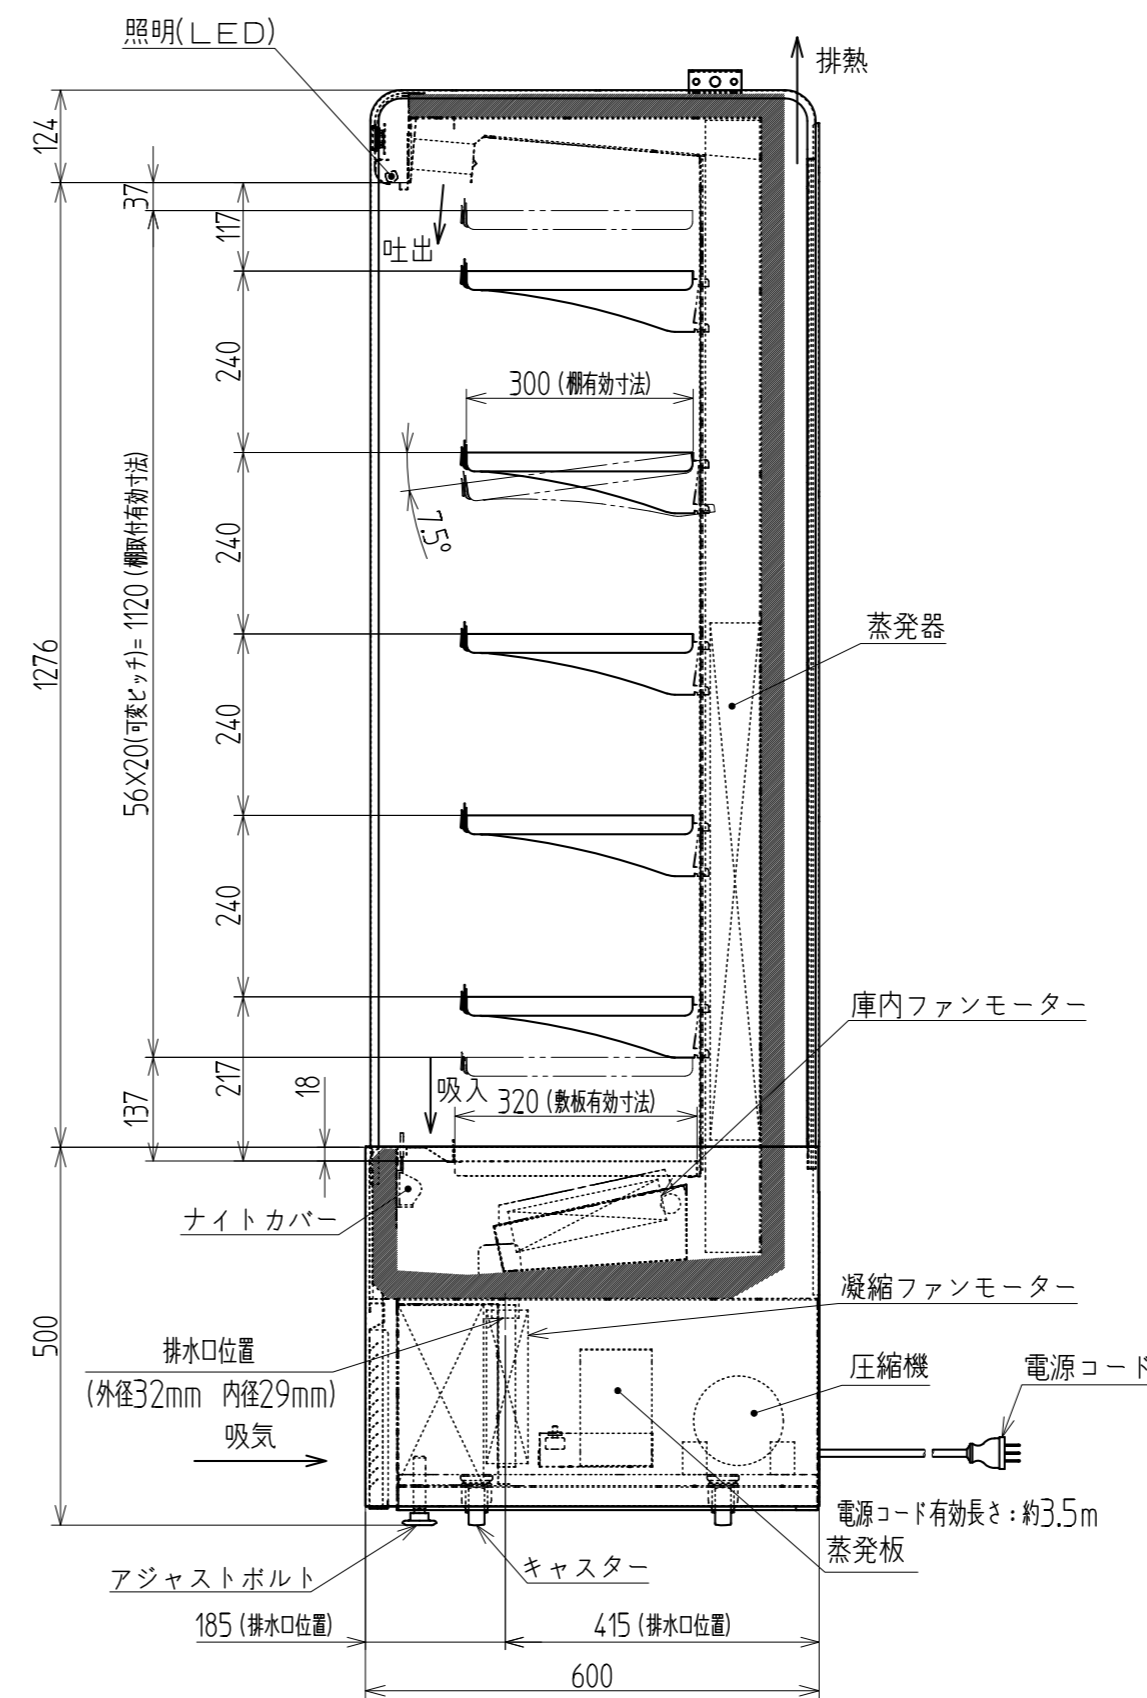 照明(LED)
排熱
124
37
117
吐出
240
300 (棚有効寸法)
7.5°
240
56X20(可変ピッチ)= 1120 (棚取付有効寸法)
1276
蒸発器
240
240
庫内ファンモーター
217
18
137
吸入
320 (敷板有効寸法)
ナイトカバー
凝縮ファンモーター
500
排水口位置
(外径32mm 内径29mm)
圧縮機
電源コード
吸気
電源コード有効長さ：約3.5m
蒸発板
アジャストボルト
キャスター
185 (排水口位置)
415 (排水口位置)
600